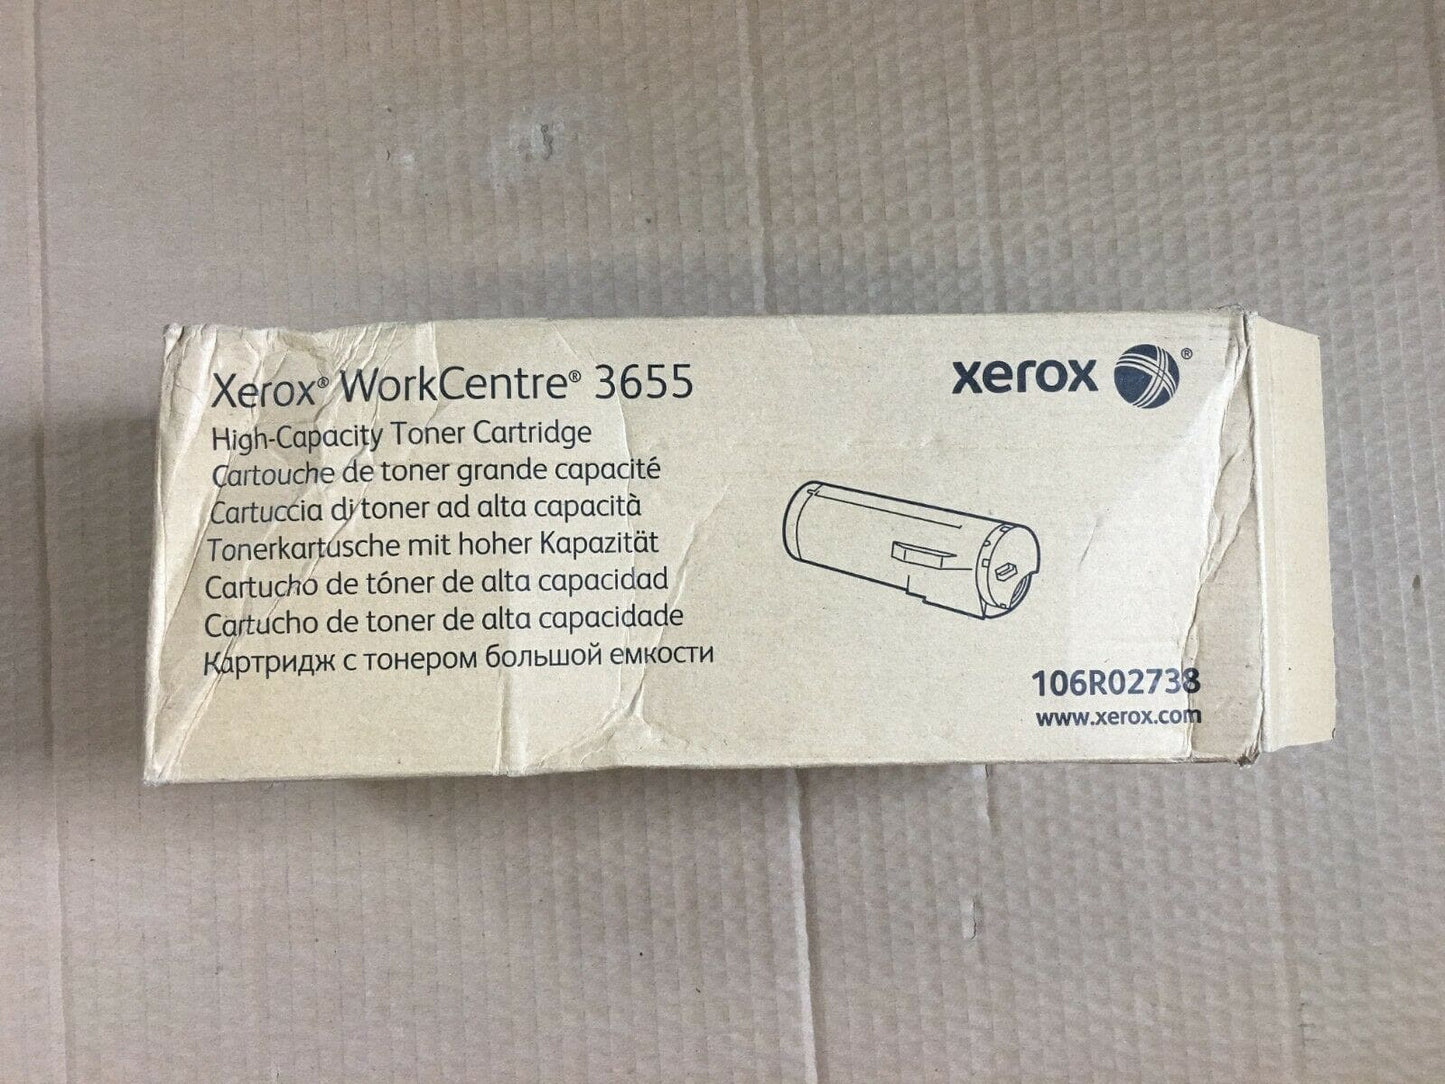 Xerox® WorkCentre® 3655
High-Capacity Toner Cartridge
Cartouche de toner grande capacité
Cartuccia di toner ad alta capacità
Tonerkartusche mit hoher Kapazität
Cartucho de tóner de alta capacidad
Cartucho de toner de alta capacidade
Картридж с тонером большой емкости
xerox ®
106R02738
www.xerox.com